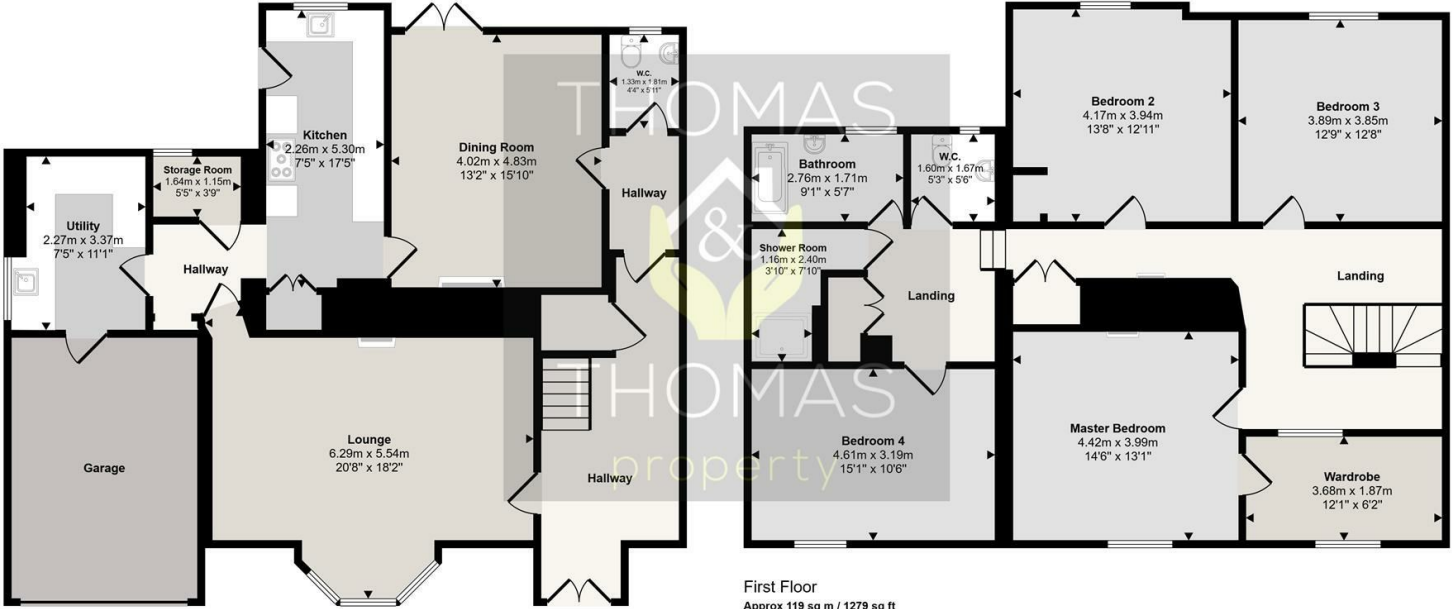 Kitchen
2.26m x 5.30m
7'5" x 17'5"
Dining Room
4.02m x 4.83m
13'2" x 15'10"
W.C.
1.33m x 1.81m
4'4" x 5'11"
Hallway
Storage Room
1.64m x 1.15m
5'5" x 3'9"
Utility
2.27m x 3.37m
7'5" x 11'1"
Hallway
Garage
Lounge
6.29m x 5.54m
20'8" x 18'2"
Hallway
THOMAS
&
THOMAS
property
Bathroom
2.76m x 1.71m
9'1" x 5'7"
W.C.
1.60m x 1.67m
5'3" x 5'6"
Bedroom 2
4.17m x 3.94m
13'8" x 12'11"
Bedroom 3
3.89m x 3.85m
12'9" x 12'8"
Shower Room
1.16m x 2.40m
3'10" x 7'10"
Landing
Landing
Bedroom 4
4.61m x 3.19m
15'1" x 10'6"
Master Bedroom
4.42m x 3.99m
14'6" x 13'1"
Wardrobe
3.68m x 1.87m
12'1" x 6'2"
First Floor
Approx 119 sq m / 1279 sq ft